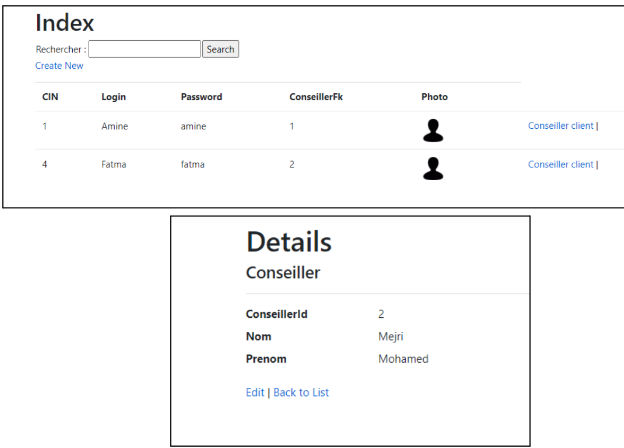 Index
Rechercher : Search
Create New
CIN Login Password ConseillerFk Photo
1 Amine amine 1 Conseiller client |
4 Fatma fatma 2 Conseiller client |
Details
Conseiller
ConseillerId 2
Nom Mejri
Prenom Mohamed
Edit | Back to List